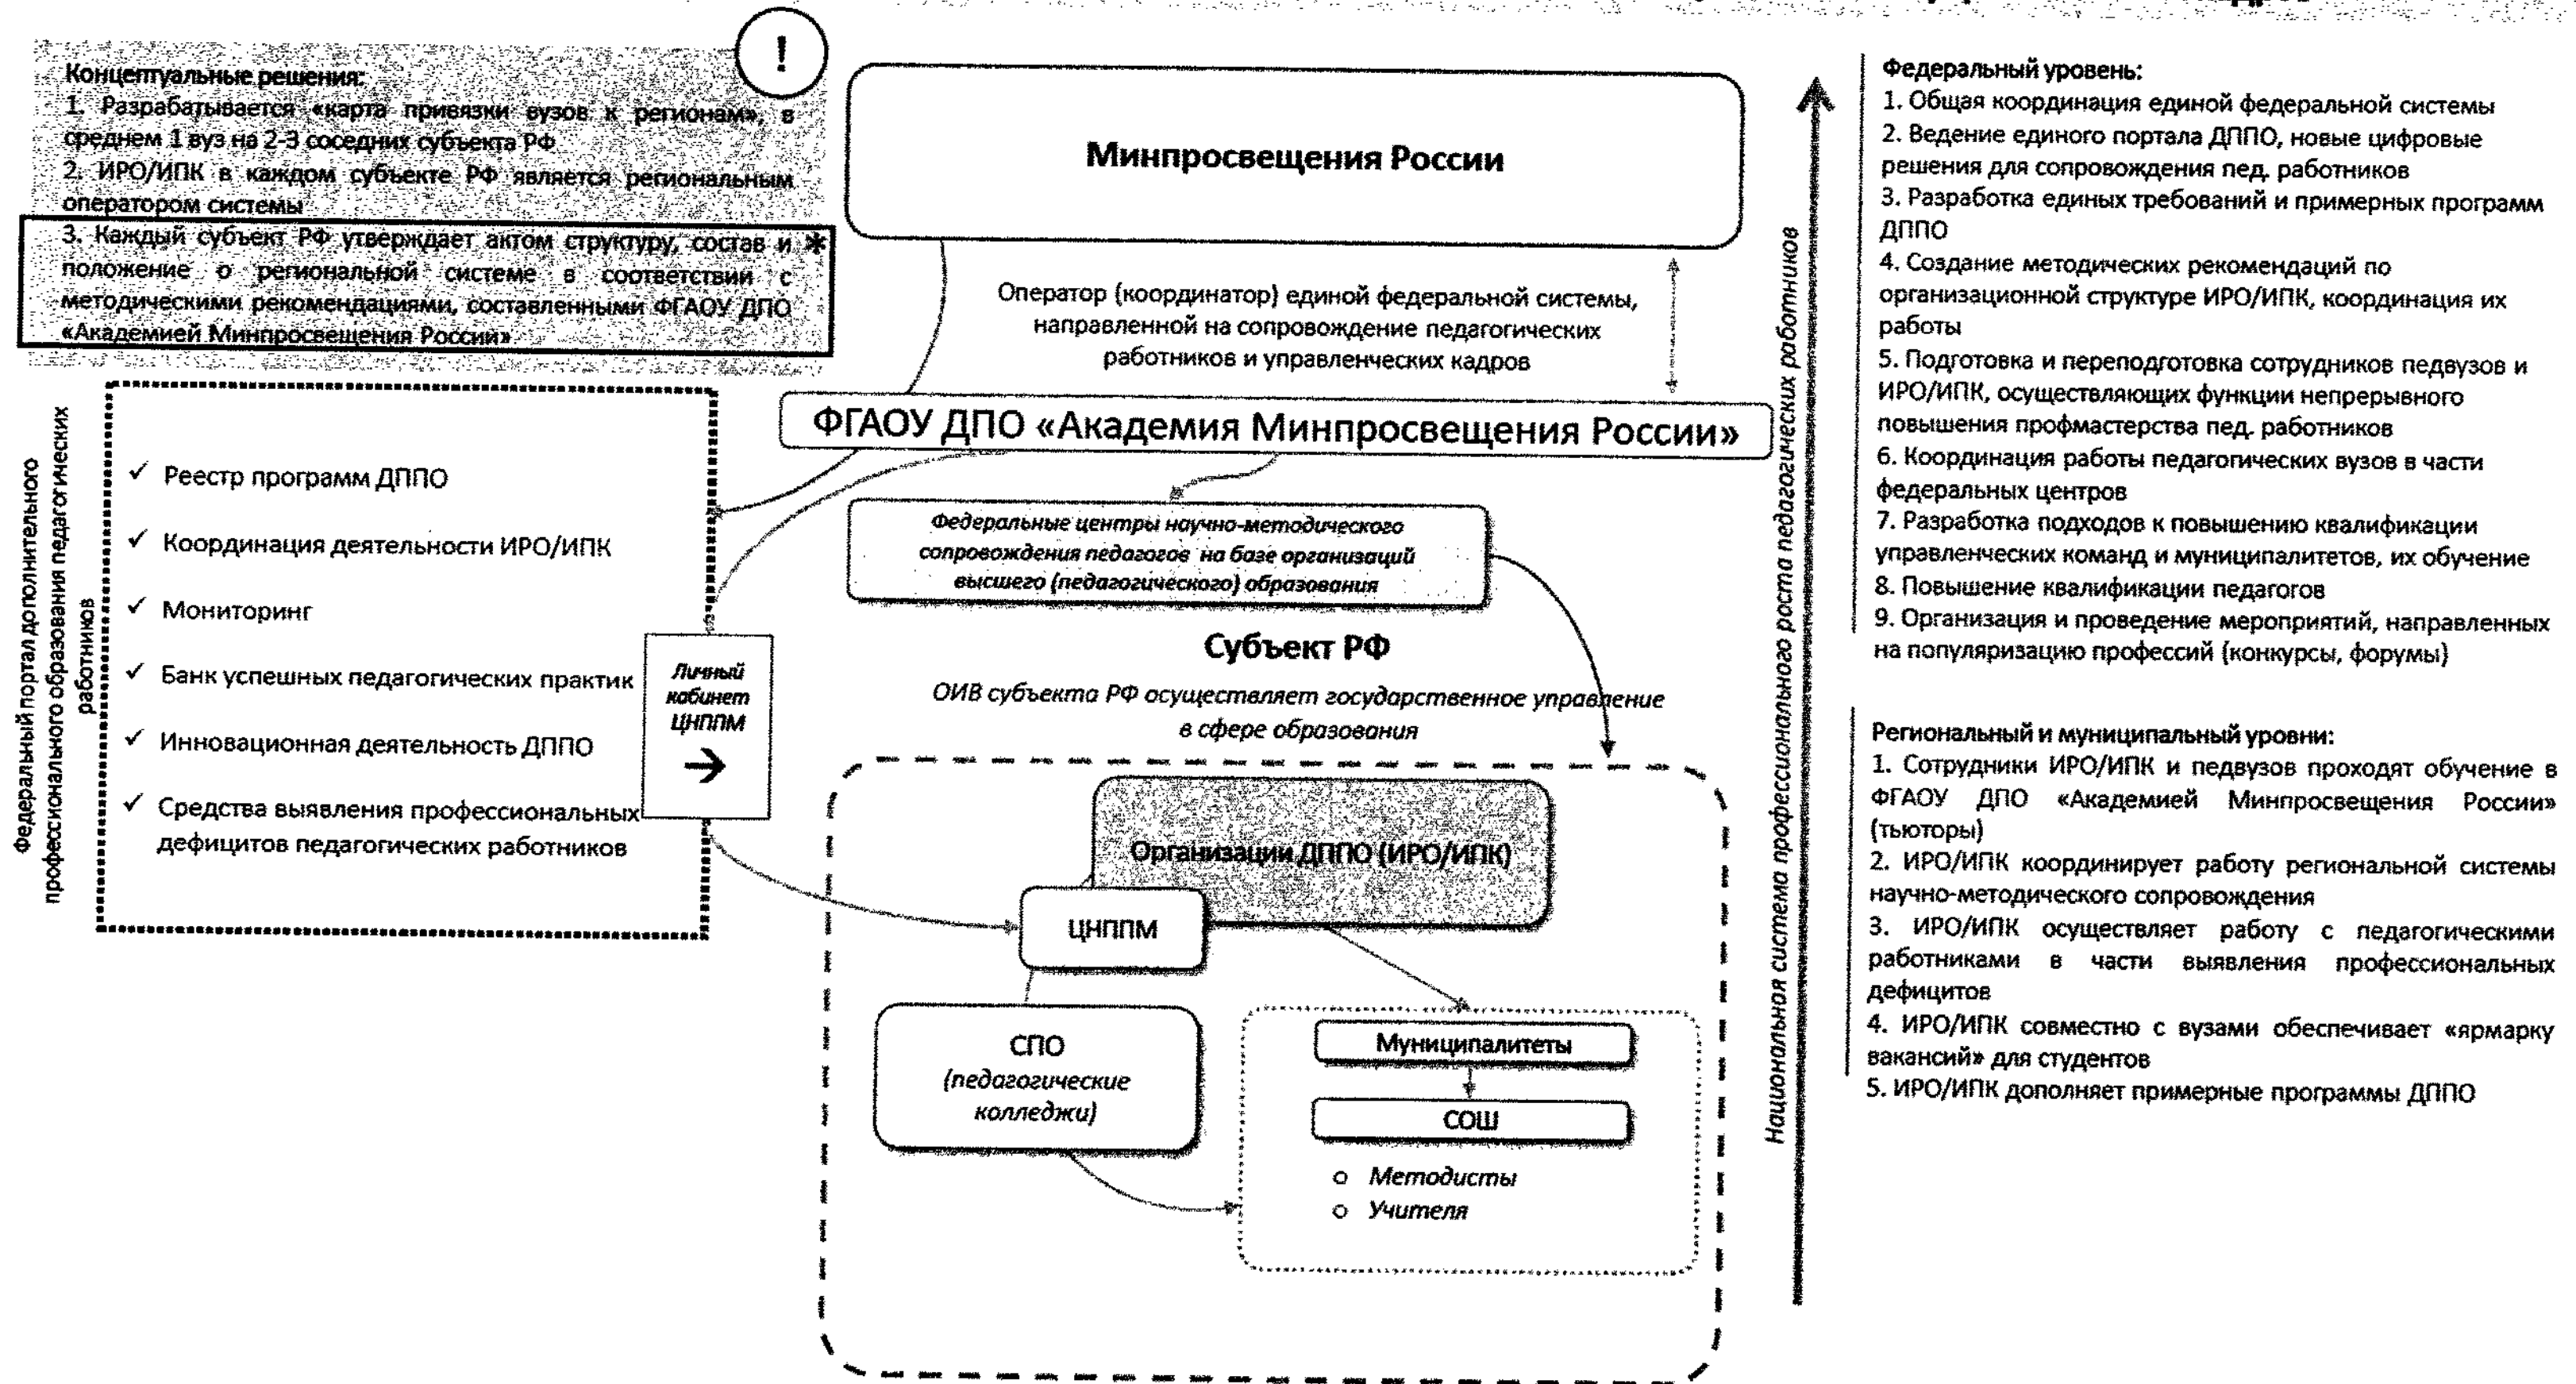 !
Концептуальные решения:
1. Разрабатывается «карта привязки вузов к регионам», в
среднем 1 вуз на 2-3 соседних субъекта РФ
2. ИРО/ИПК в каждом субъекте РФ является региональным
оператором системы
3. Каждый субъект РФ утверждает актом структуру, состав и *
положение о региональной системе в соответствии с
методическими рекомендациями, составленными ФГАОУ ДПО
«Академией Минпросвещения России»
Федеральный портал дополнительного
профессионального образования педагогических
работников
✓ Реестр программ ДППО
✓ Координация деятельности ИРО/ИПК
✓ Мониторинг
✓ Банк успешных педагогических практик
✓ Инновационная деятельность ДППО
✓ Средства выявления профессиональных
дефицитов педагогических работников
Личный
кабинет
ЦНППМ
→
Минпросвещения России
Оператор (координатор) единой федеральной системы,
направленной на сопровождение педагогических
работников и управленческих кадров
ФГАОУ ДПО «Академия Минпросвещения России»
Федеральные центры научно-методического
сопровождения педагогов на базе организаций
высшего (педагогического) образования
Субъект РФ
ОИВ субъекта РФ осуществляет государственное управление
в сфере образования
Организации ДППО (ИРО/ИПК)
ЦНППМ
СПО
(педагогические
колледжи)
Муниципалитеты
СОШ
o Методисты
o Учителя
Национальная система профессионального роста педагогических работников
Федеральный уровень:
1. Общая координация единой федеральной системы
2. Ведение единого портала ДППО, новые цифровые
решения для сопровождения пед. работников
3. Разработка единых требований и примерных программ
ДППО
4. Создание методических рекомендаций по
организационной структуре ИРО/ИПК, координация их
работы
5. Подготовка и переподготовка сотрудников педвузов и
ИРО/ИПК, осуществляющих функции непрерывного
повышения профмастерства пед. работников
6. Координация работы педагогических вузов в части
федеральных центров
7. Разработка подходов к повышению квалификации
управленческих команд и муниципалитетов, их обучение
8. Повышение квалификации педагогов
9. Организация и проведение мероприятий, направленных
на популяризацию профессий (конкурсы, форумы)
Региональный и муниципальный уровни:
1. Сотрудники ИРО/ИПК и педвузов проходят обучение в
ФГАОУ ДПО «Академией Минпросвещения России»
(тьюторы)
2. ИРО/ИПК координирует работу региональной системы
научно-методического сопровождения
3. ИРО/ИПК осуществляет работу с педагогическими
работниками в части выявления профессиональных
дефицитов
4. ИРО/ИПК совместно с вузами обеспечивает «ярмарку
вакансий» для студентов
5. ИРО/ИПК дополняет примерные программы ДППО